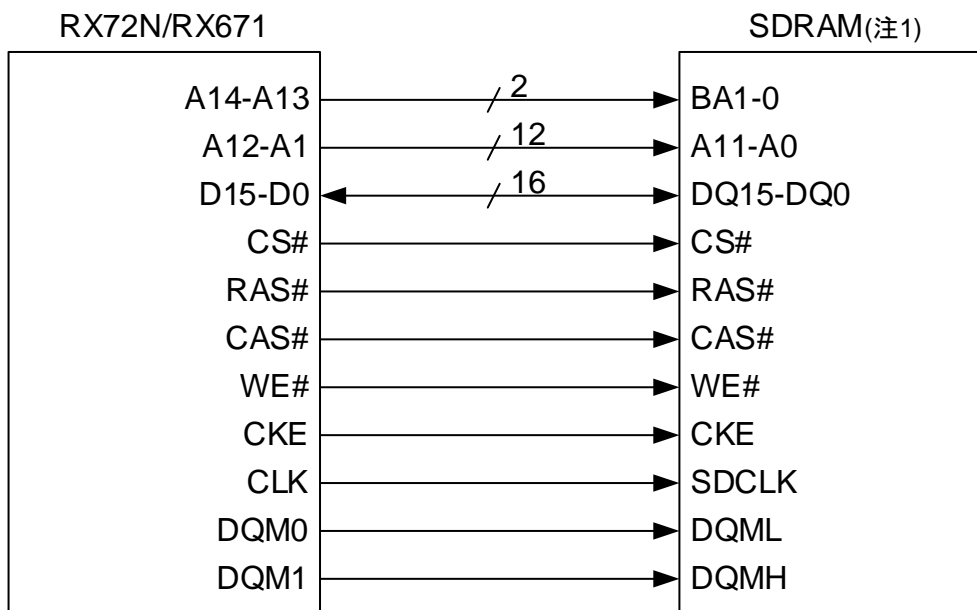 RX72N/RX671 SDRAM(注1)
A14-A13 2 BA1-0
A12-A1 12 A11-A0
D15-D0 16 DQ15-DQ0
CS# CS#
RAS# RAS#
CAS# CAS#
WE# WE#
CKE CKE
CLK SDCLK
DQM0 DQML
DQM1 DQMH